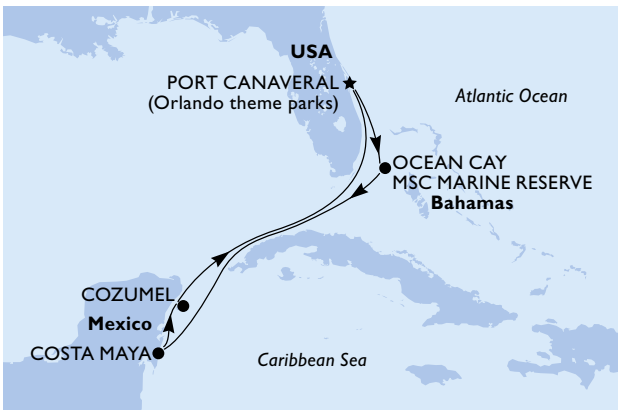 USA
PORT CANAVERAL
(Orlando theme parks)
Atlantic Ocean
OCEAN CAY
MSC MARINE RESERVE
Bahamas
COZUMEL
Mexico
COSTA MAYA
Caribbean Sea